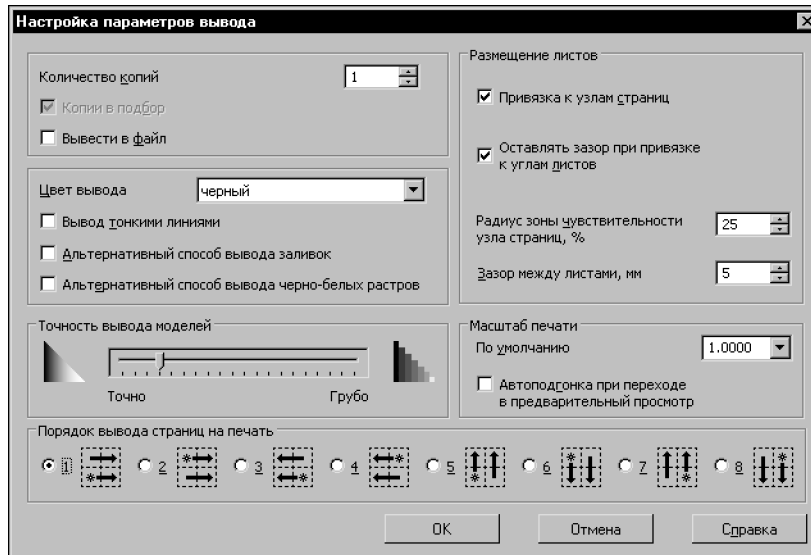 Настройка параметров вывода
Количество копий
1
Копии в подбор
Вывести в файл
Цвет вывода
черный
Вывод тонкими линиями
Альтернативный способ вывода заливок
Альтернативный способ вывода черно-белых растров
Размещение листов
Привязка к узлам страниц
Оставлять зазор при привязке
к углам листов
Радиус зоны чувствительности
узла страниц, %
25
Зазор между листами, мм
5
Точность вывода моделей
Точно
Грубо
Масштаб печати
По умолчанию
1.0000
Автоподгонка при переходе
в предварительный просмотр
Порядок вывода страниц на печать
1 2 3 4 5 6 7 8
OK
Отмена
Справка